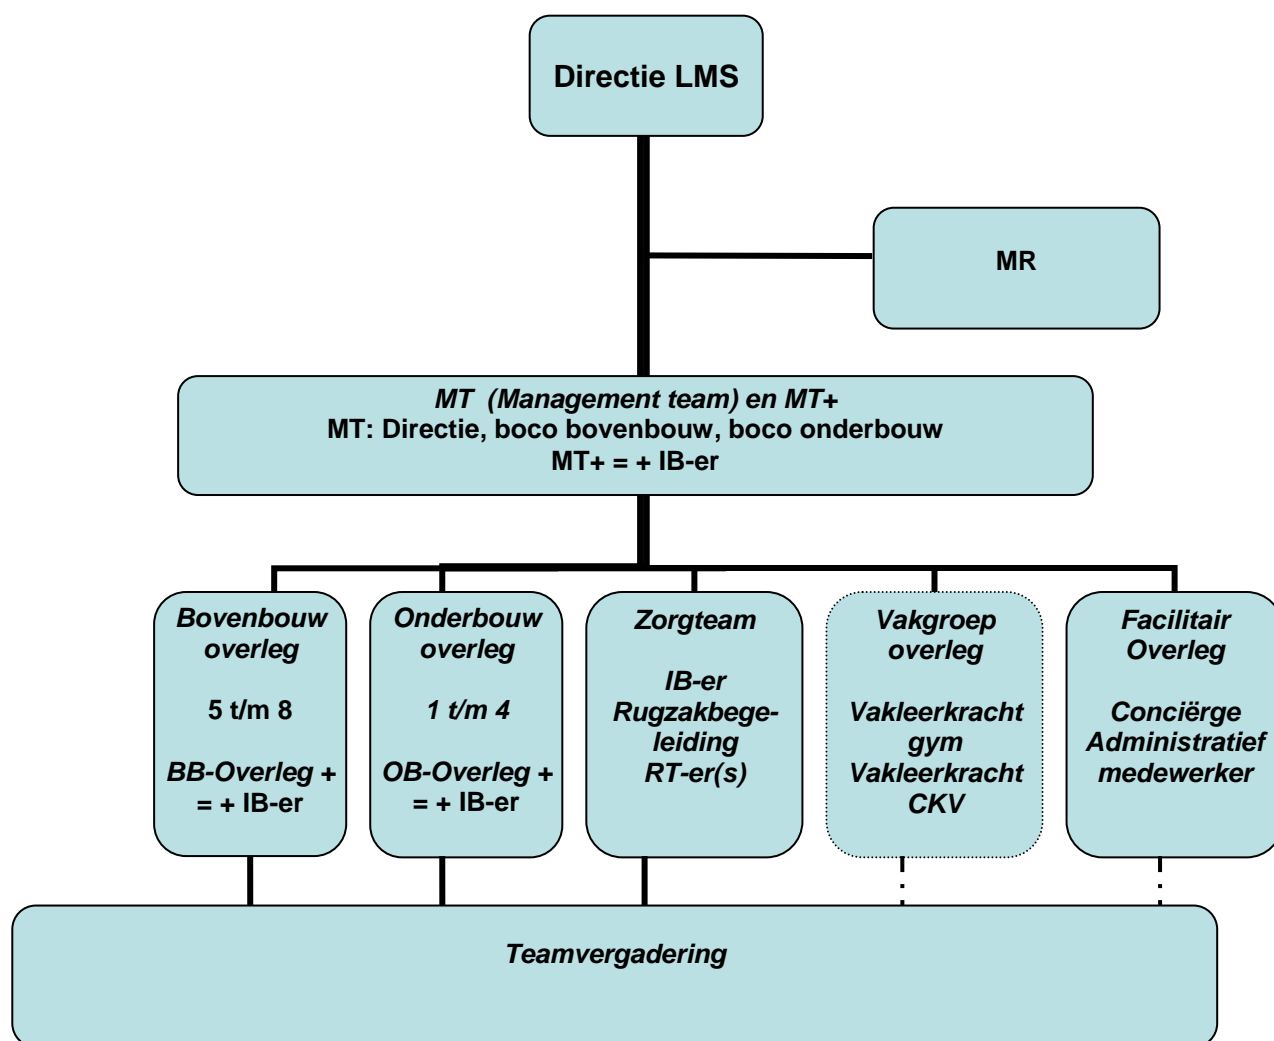 Directie LMS
MR
MT (Management team) en MT+
MT: Directie, boco bovenbouw, boco onderbouw
MT+ = + IB-er
Bovenbouw
overleg
5 t/m 8
BB-Overleg +
= + IB-er
Onderbouw
overleg
1 t/m 4
OB-Overleg +
= + IB-er
Zorgteam
IB-er
Rugzakbege-
leiding
RT-er(s)
Vakgroep
overleg
Vakleerkracht
gym
Vakleerkracht
CKV
Facilitair
Overleg
Conciërge
Administratief
medewerker
Teamvergadering